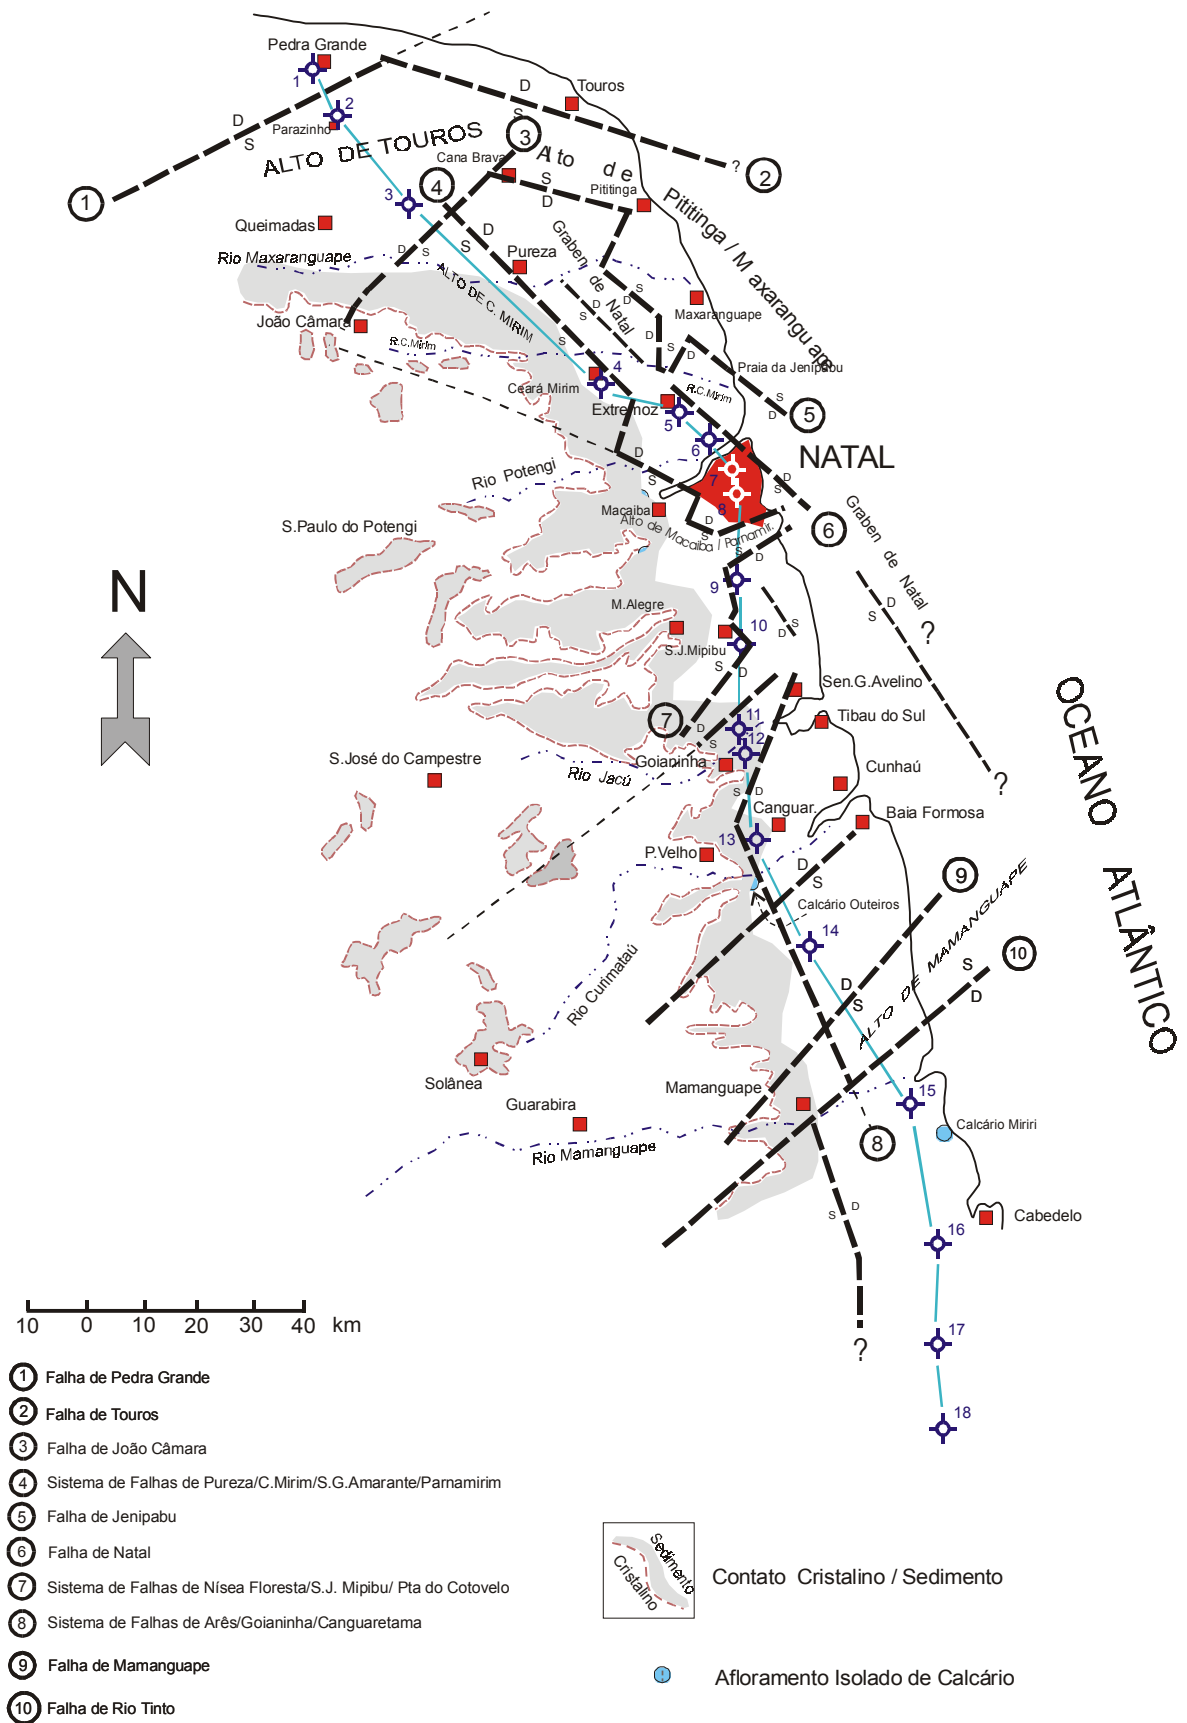 Pedra Grande
1
D
Touros
2
D
S
Parazinho
D
S
ALTO DE TOUROS
3
Cana Brava
Alto de Pititinga / Maxaranguape
?
2
4
S
D
Pititinga
1
3
Queimadas
D
S
D
S
Pureza
Graben de Natal
Rio Maxaranguape
ALTO DE C. MIRIM
D
S
D
S
Maxaranguape
João Câmara
R.C.Mirim
S
D
S
D
4
Praia da Jenipabu
Ceará Mirim
R.C.Mirim
Extremoz
5
S
D
5
6
NATAL
D
S
Rio Potengi
7
D
S
8
Macaiba
Alto de Macaiba / Parnamir.
D
S
6
Graben de Natal
S.Paulo do Potengi
S
D
N
9
D
S
?
M.Alegre
10
D
S
S.J.Mipibu
S
D
Sen.G.Avelino
7
11
Tibau do Sul
D
S
12
S.José do Campestre
Rio Jacú
Goianinha
Cunhaú
?
OCEANO ATLÂNTICO
S
D
Canguar.
Baia Formosa
13
P.Velho
D
S
9
Calcário Outeiros
14
ALTO DE MAMANGUAPE
10
Rio Curimataú
D
S
S
D
Solânea
Mamanguape
15
Guarabira
Calcário Miriri
8
Rio Mamanguape
S
D
Cabedelo
16
17
?
18
10 0 10 20 30 40 km
1 Falha de Pedra Grande
2 Falha de Touros
3 Falha de João Câmara
4 Sistema de Falhas de Pureza/C.Mirim/S.G.Amarante/Parnamirim
5 Falha de Jenipabu
6 Falha de Natal
7 Sistema de Falhas de Nísea Floresta/S.J. Mipibu/ Pta do Cotovelo
8 Sistema de Falhas de Arês/Goianinha/Canguaretama
9 Falha de Mamanguape
10 Falha de Rio Tinto
Sedimento
Cristalino
Contato Cristalino / Sedimento
Afloramento Isolado de Calcário